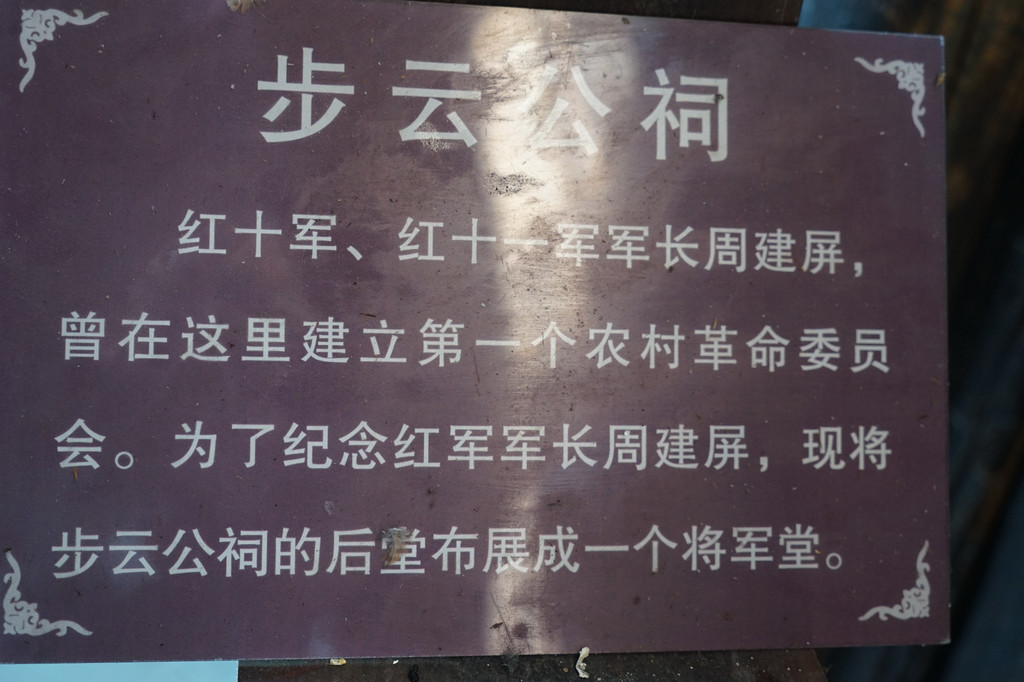 步云公祠
红十军、红十一军军长周建屏，
曾在这里建立第一个农村革命委员
会。为了纪念红军军长周建屏，现将
步云公祠的后堂布展成一个将军堂。